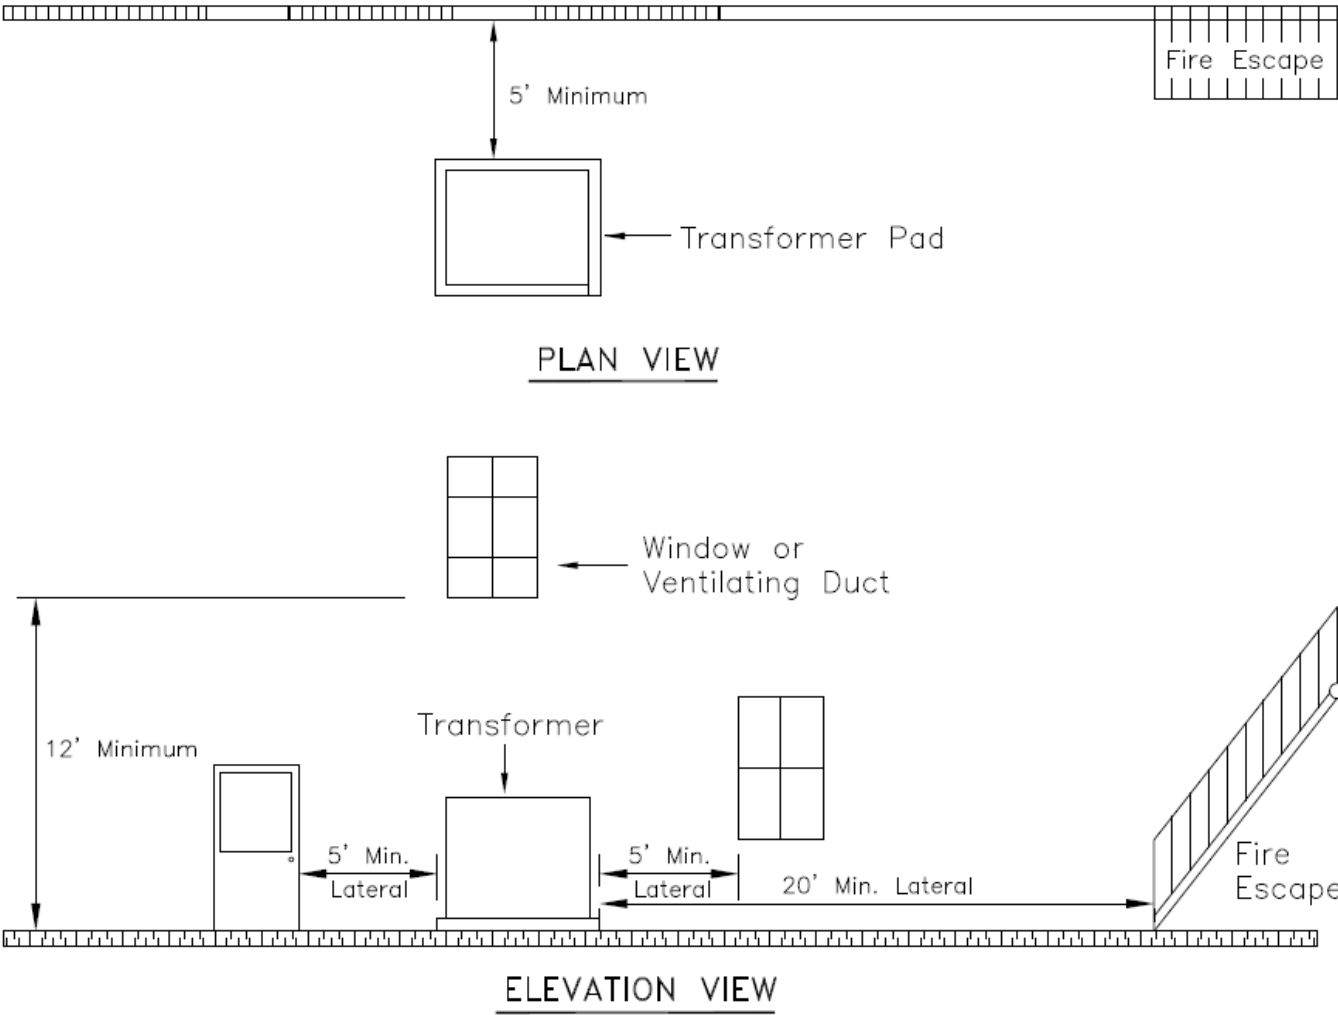 Fire Escape
5' Minimum
Transformer Pad
PLAN VIEW
Window or
Ventilating Duct
Transformer
12' Minimum
5' Min.
Lateral
5' Min.
Lateral
20' Min. Lateral
Fire
Escape
ELEVATION VIEW